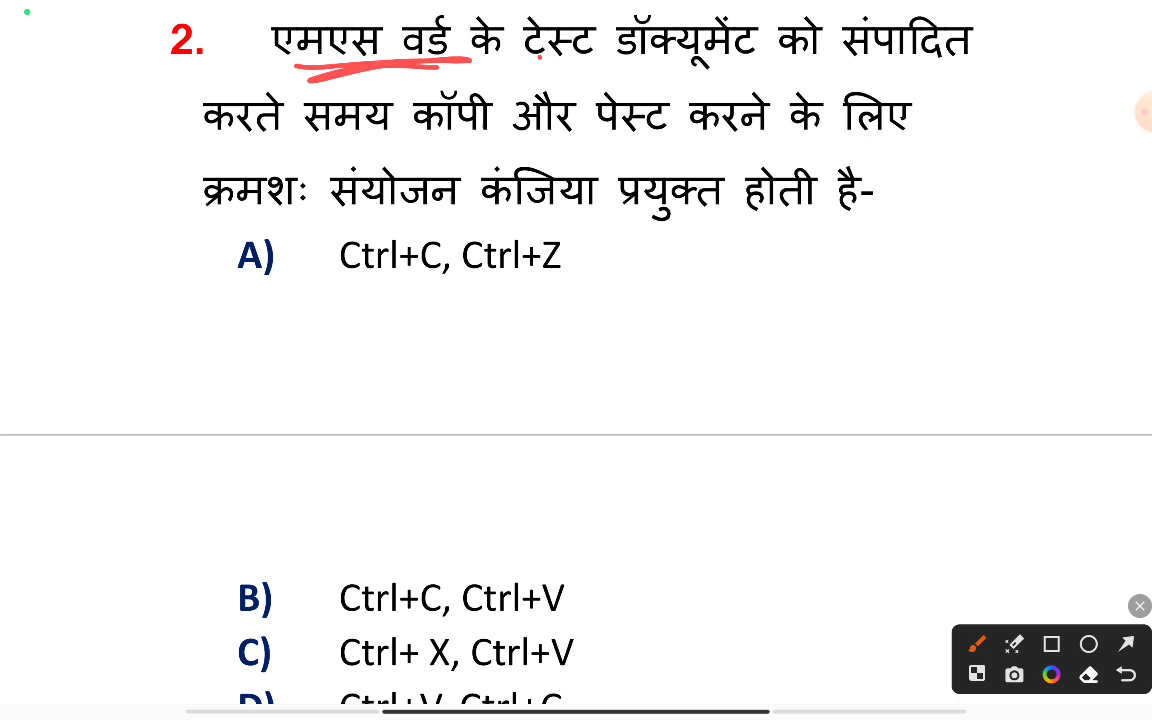 2. एमएस वर्ड के टेस्ट डॉक्यूमेंट को संपादित
करते समय कॉपी और पेस्ट करने के लिए
क्रमशः संयोजन कंजिया प्रयुक्त होती है-
A) Ctrl+C, Ctrl+Z
B) Ctrl+C, Ctrl+V
C) Ctrl+ X, Ctrl+V